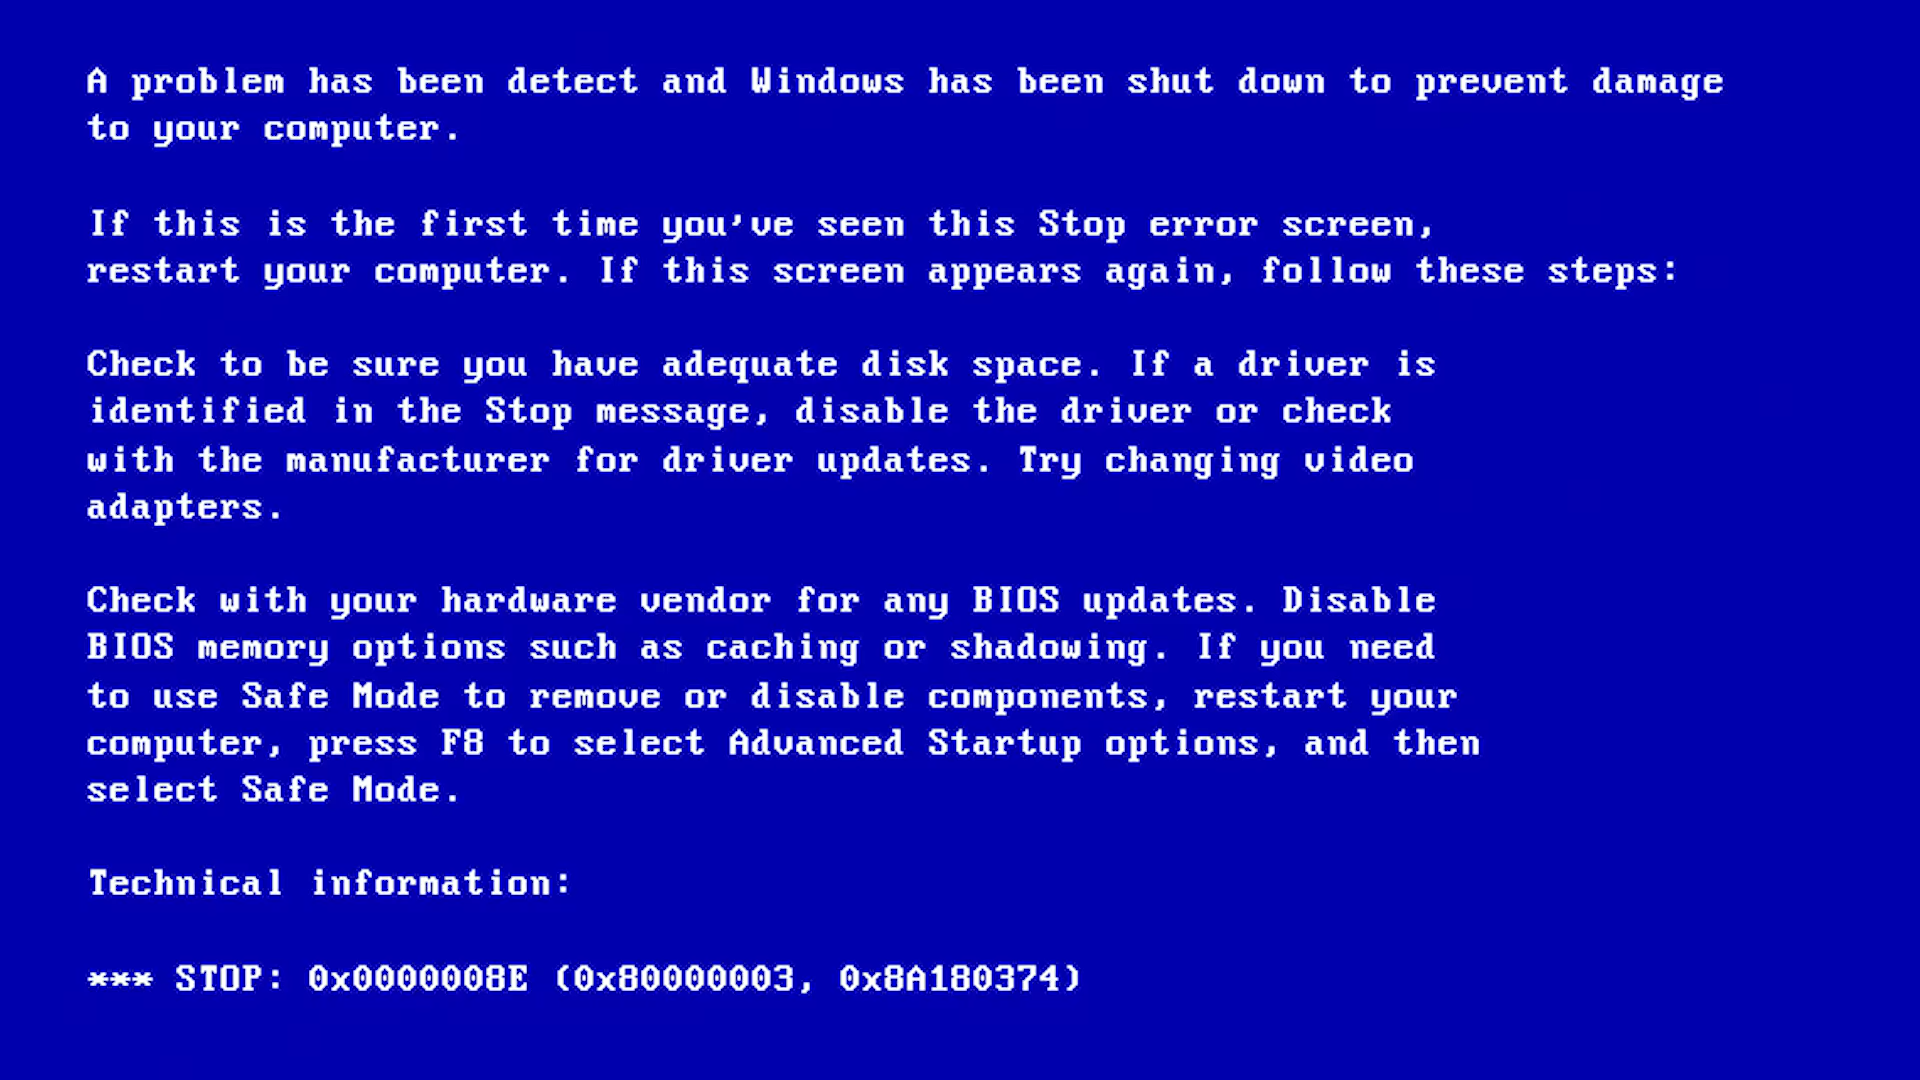 A problem has been detect and Windows has been shut down to prevent damage
to your computer.
If this is the first time you've seen this Stop error screen,
restart your computer. If this screen appears again, follow these steps:
Check to be sure you have adequate disk space. If a driver is
identified in the Stop message, disable the driver or check
with the manufacturer for driver updates. Try changing video
adapters.
Check with your hardware vendor for any BIOS updates. Disable
BIOS memory options such as caching or shadowing. If you need
to use Safe Mode to remove or disable components, restart your
computer, press F8 to select Advanced Startup options, and then
select Safe Mode.
Technical information:
*** STOP: 0x0000008E (0x80000003, 0x8A180374)